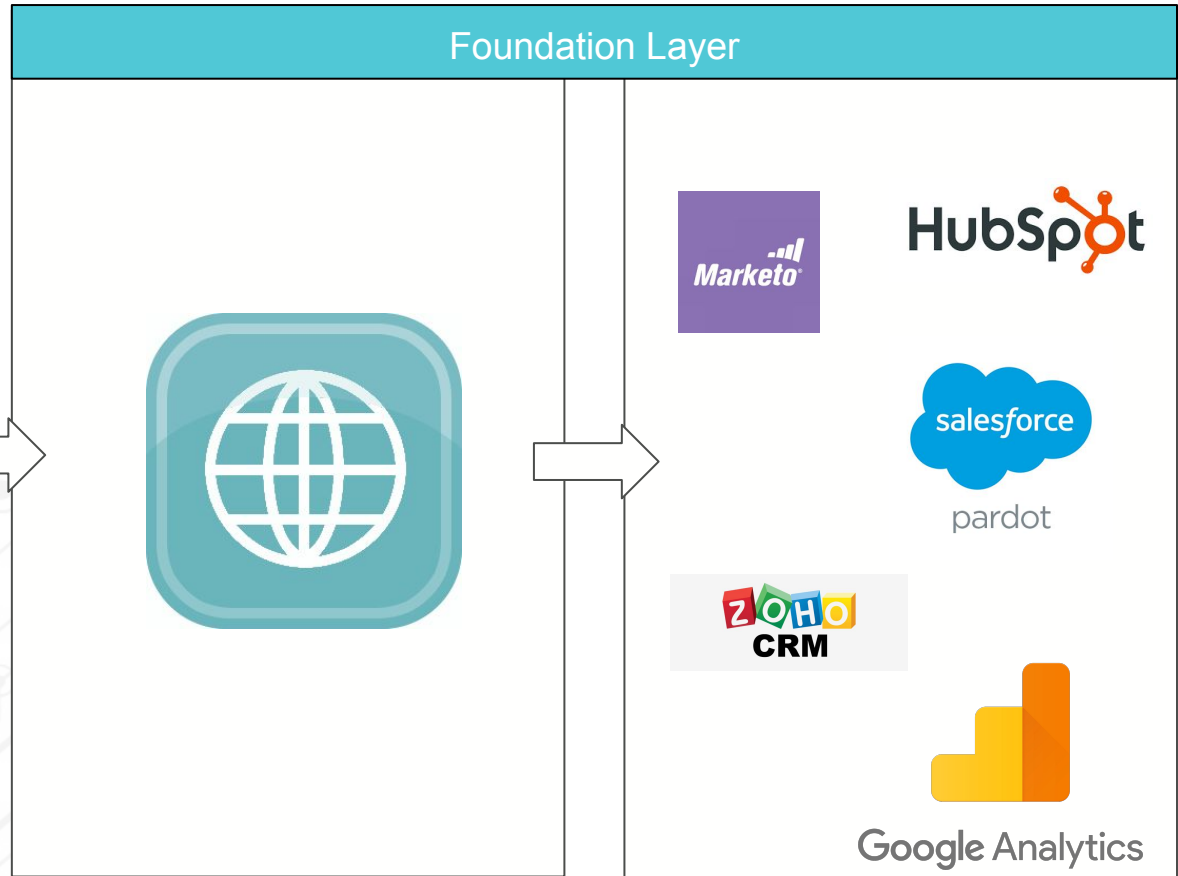 Foundation Layer
Marketo
HubSpot
salesforce
pardot
ZOHO
CRM
Google Analytics